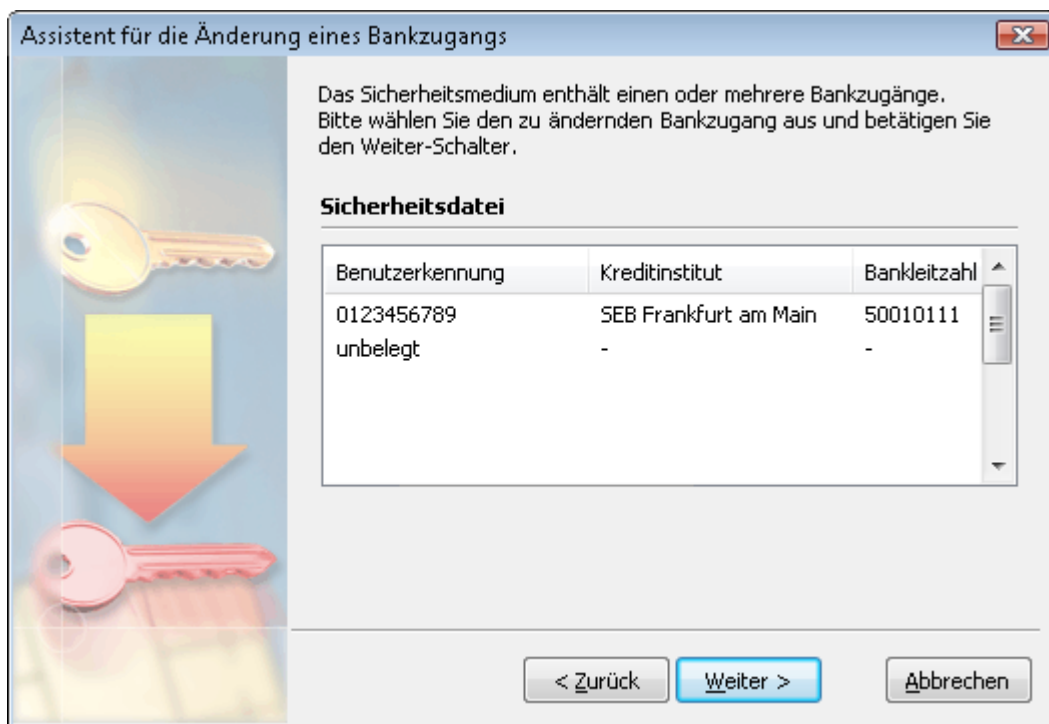 Assistent für die Änderung eines Bankzugangs
Das Sicherheitsmedium enthält einen oder mehrere Bankzugänge.
Bitte wählen Sie den zu ändernden Bankzugang aus und betätigen Sie
den Weiter-Schalter.
Sicherheitsdatei
Benutzerkennung Kreditinstitut Bankleitzahl
0123456789 SEB Frankfurt am Main 50010111
unbelegt - -
< Zurück Weiter > Abbrechen